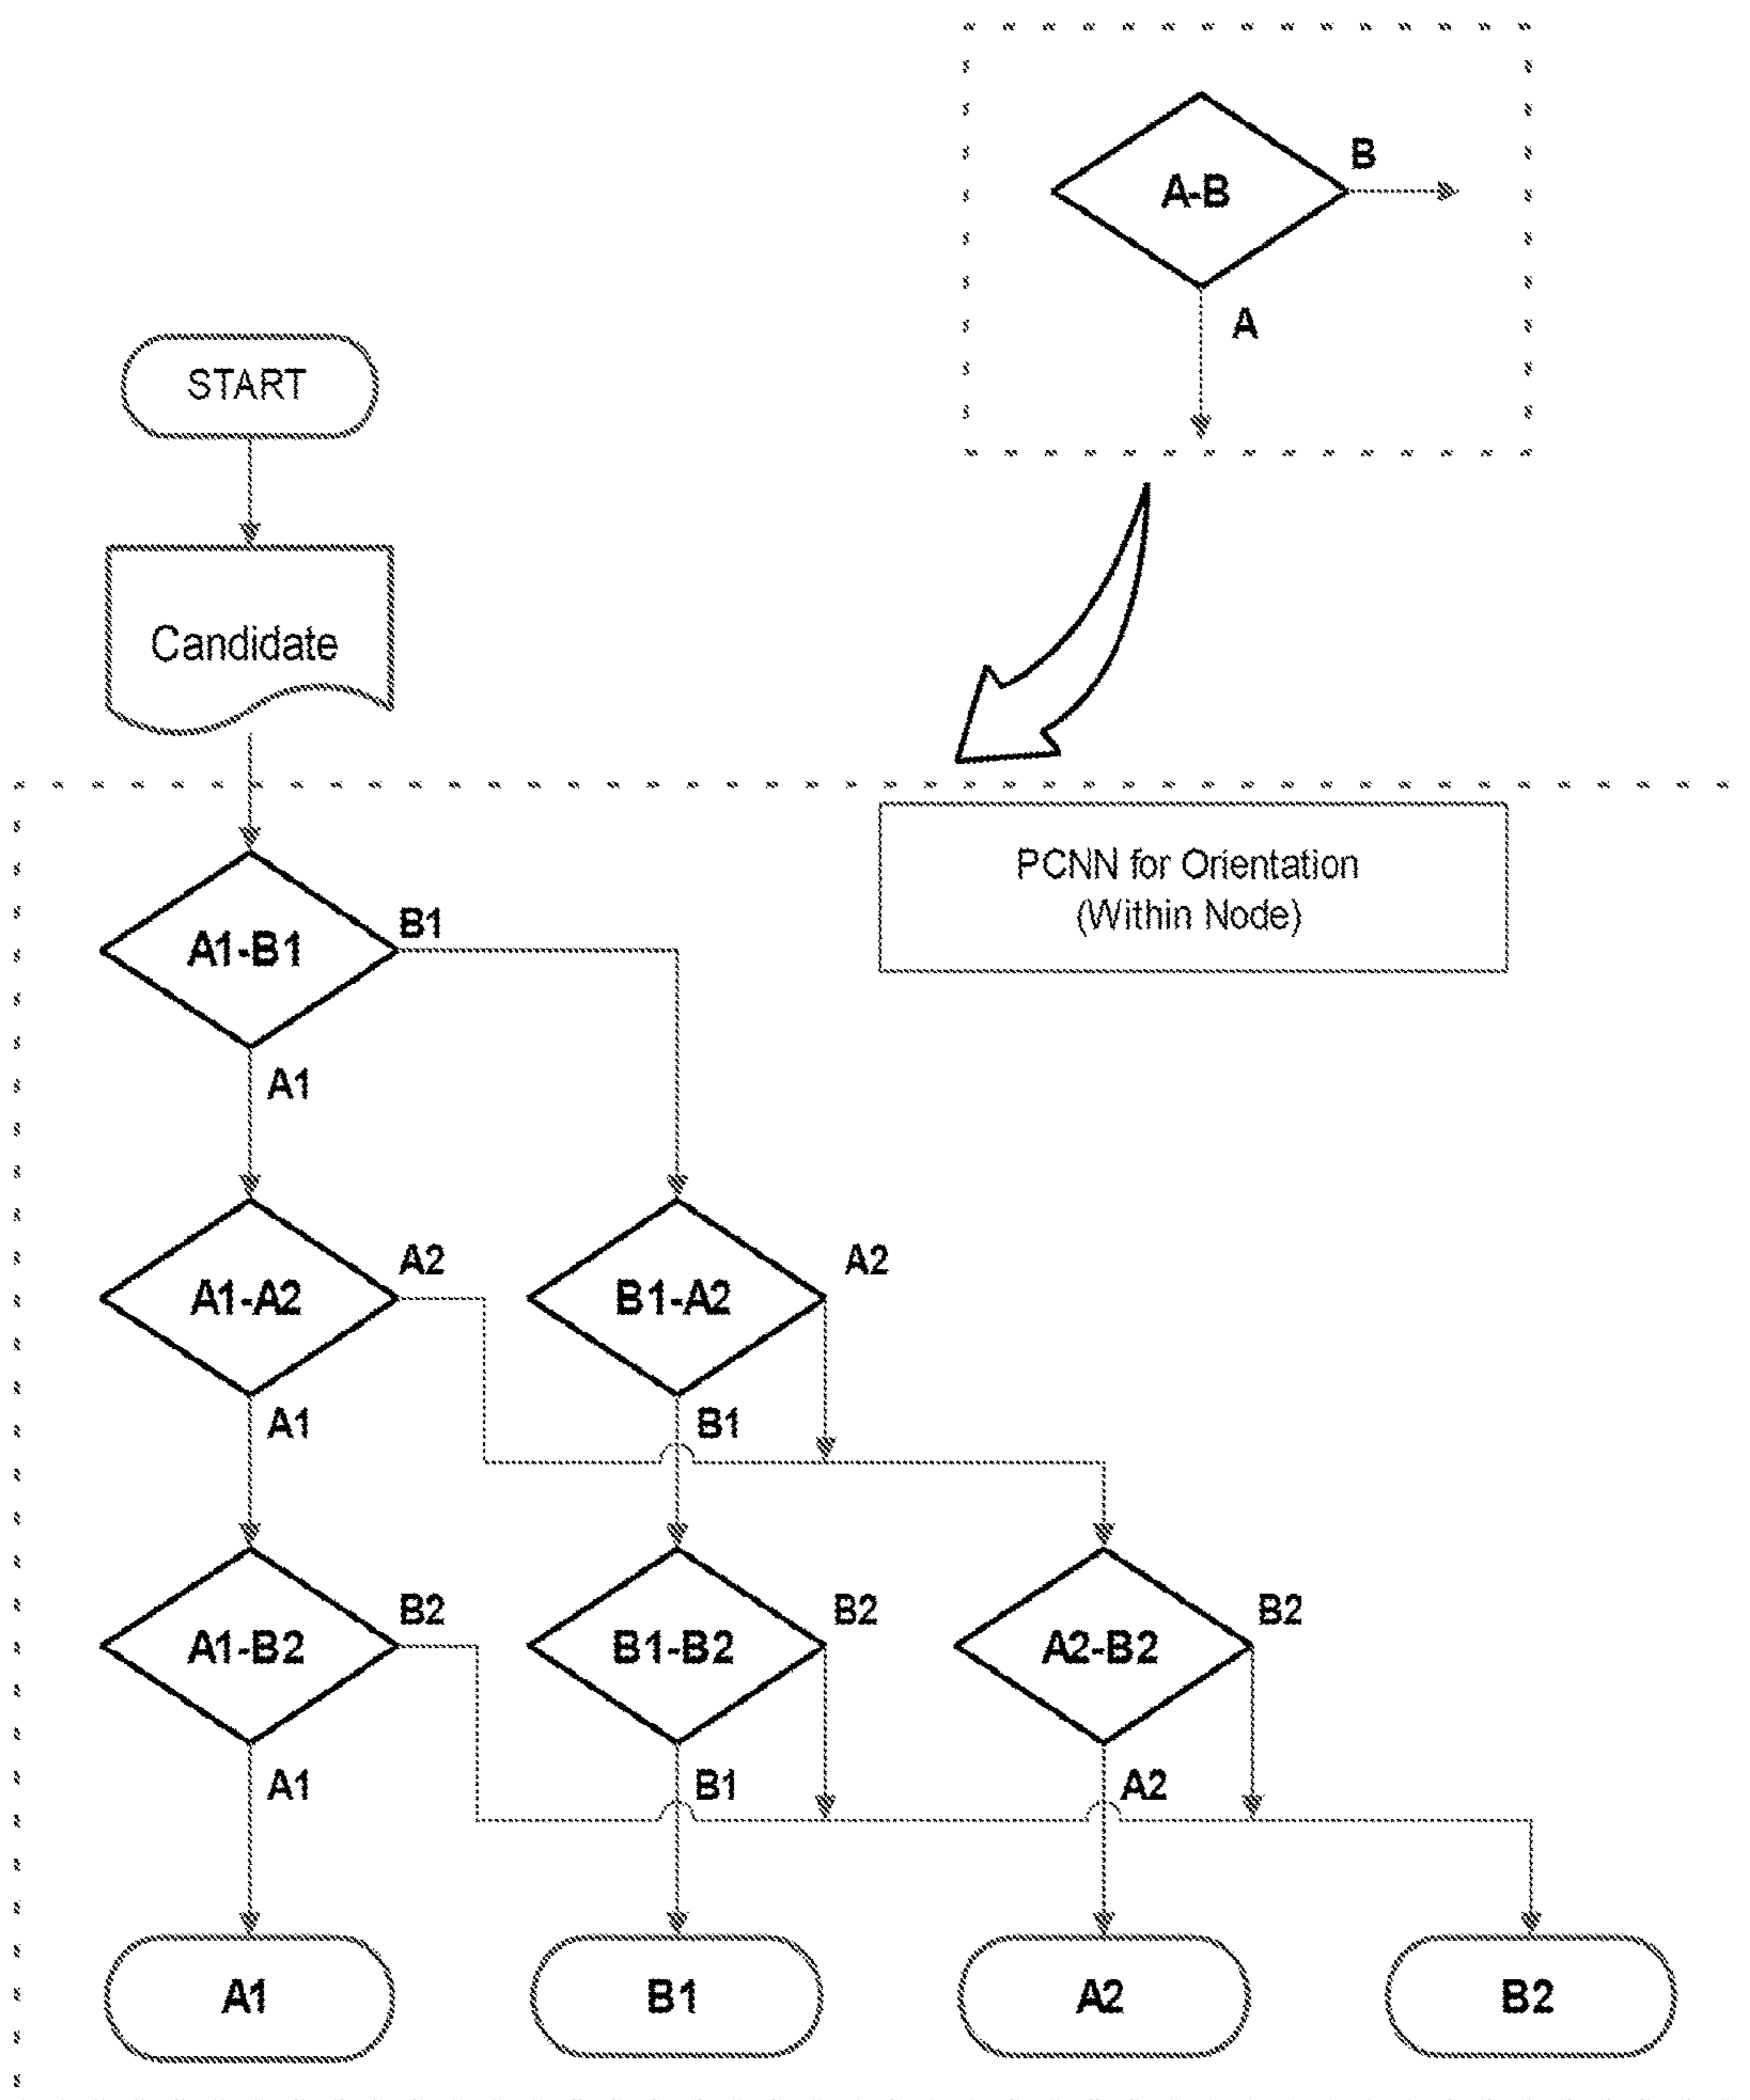 A-B
B
A
START
Candidate
PCNN for Orientation
(Within Node)
A1-B1
B1
A1
A1-A2
A2
B1-A2
A2
A1
B1
A1-B2
B2
B1-B2
B2
A2-B2
B2
A1
B1
A2
A1
B1
A2
B2